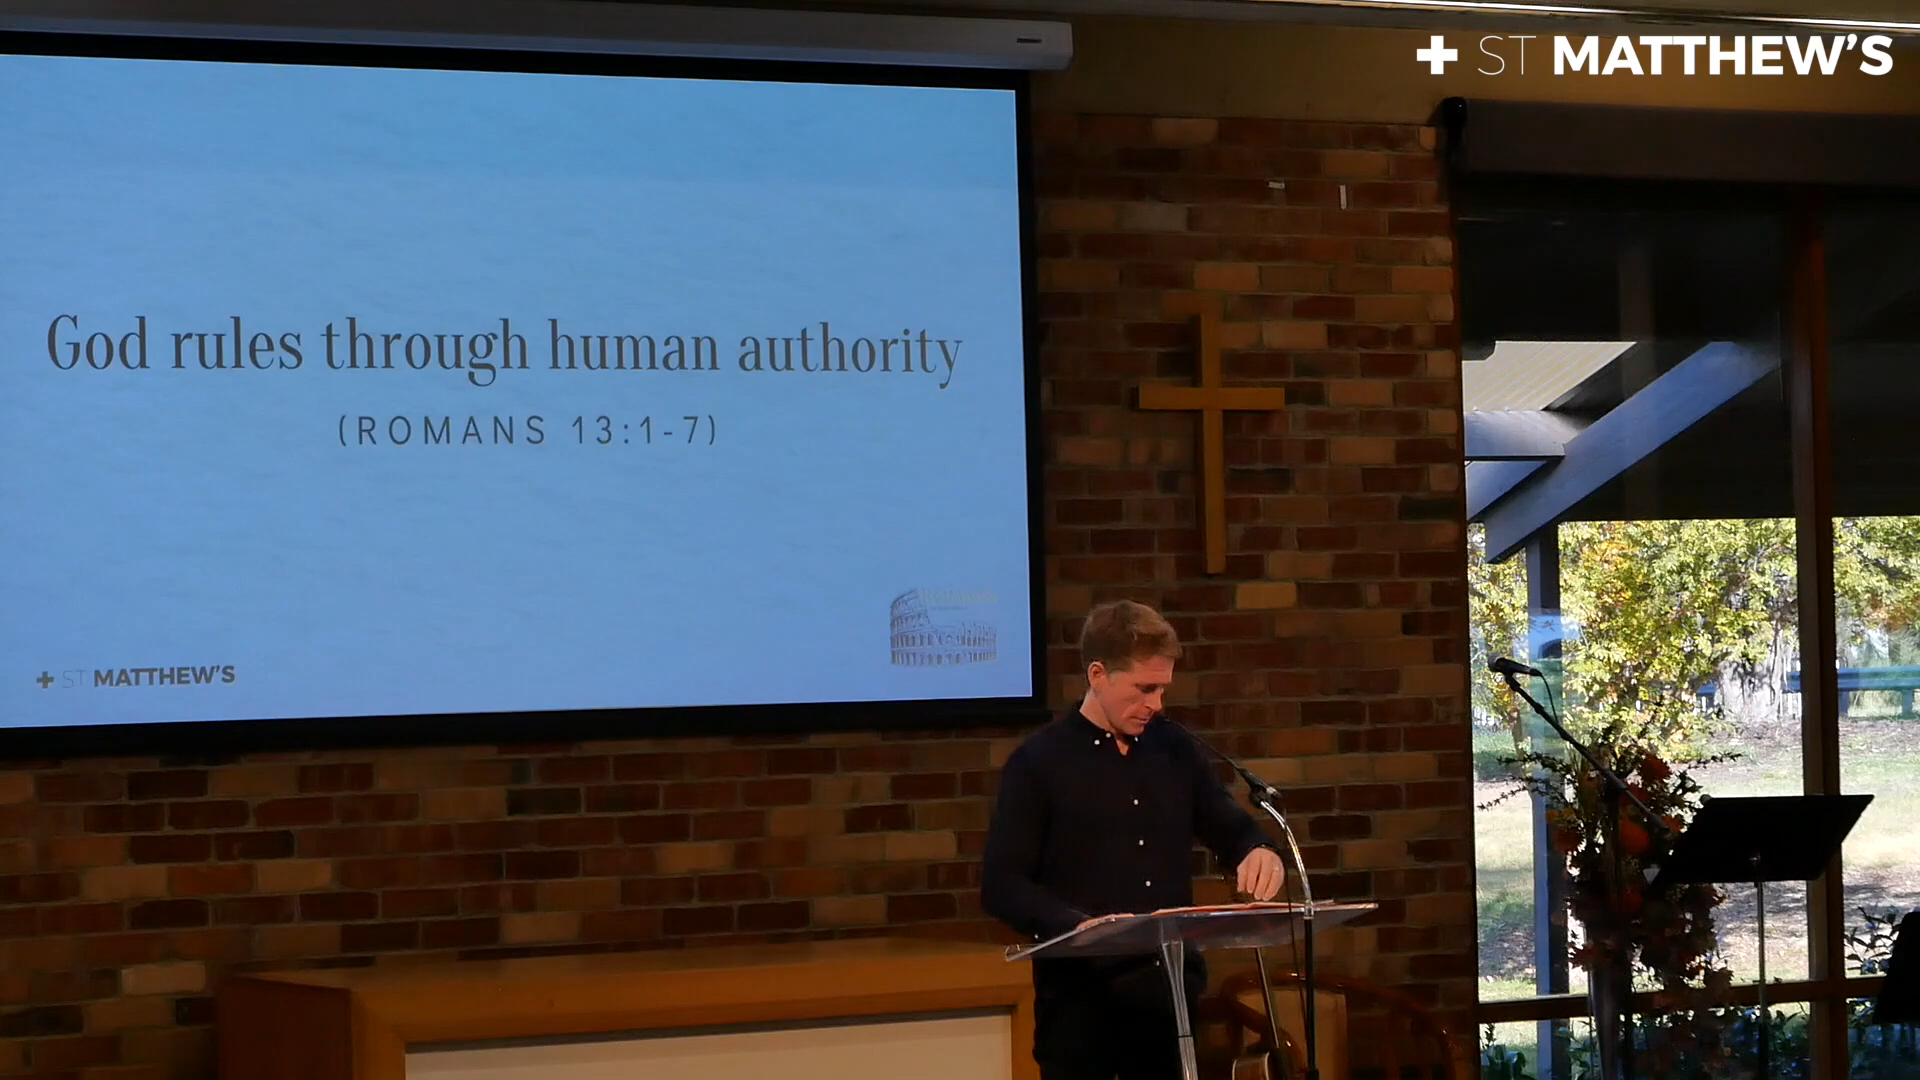 + ST MATTHEW'S
God rules through human authority
(ROMANS 13:1-7)
+ ST MATTHEW'S